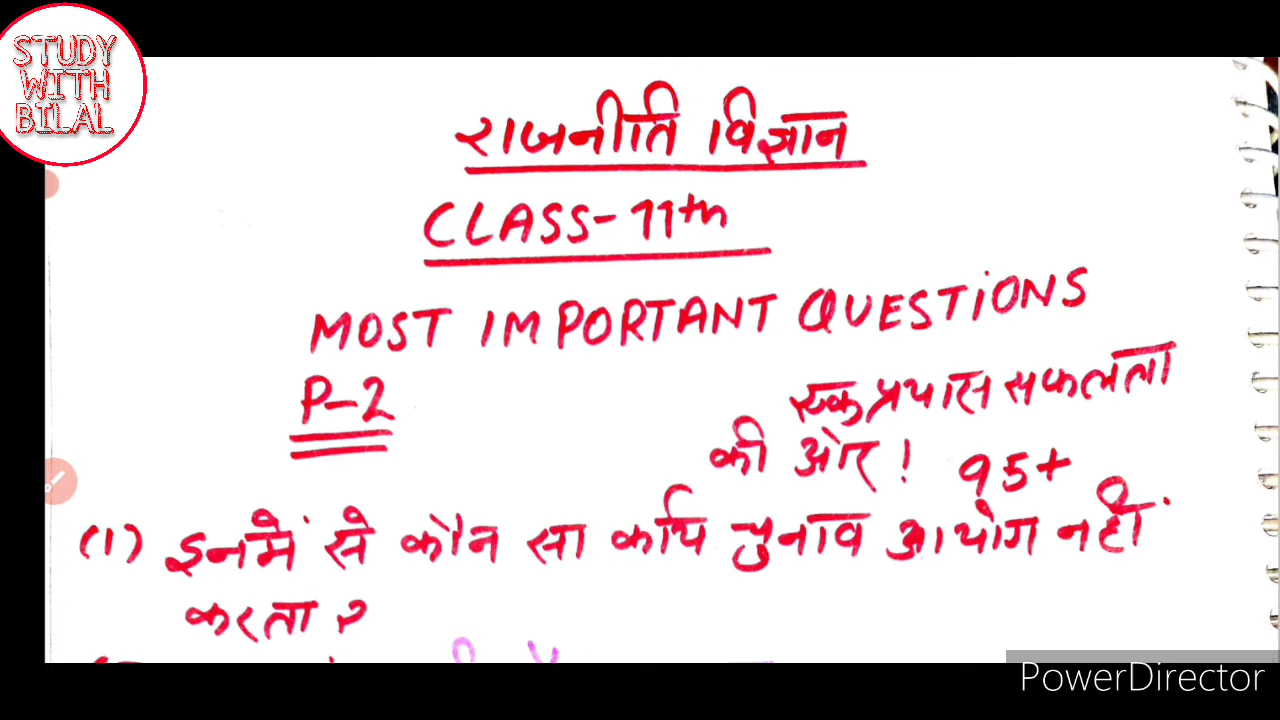 STUDY
WITH
BILAL
राजनीति विज्ञान
CLASS-11th
MOST IMPORTANT QUESTIONS
P-2
एक प्रयास सफलता
की ओर! 95+
(1) इनमें से कौन सा कार्य चुनाव आयोग नहीं
करता ?
PowerDirector